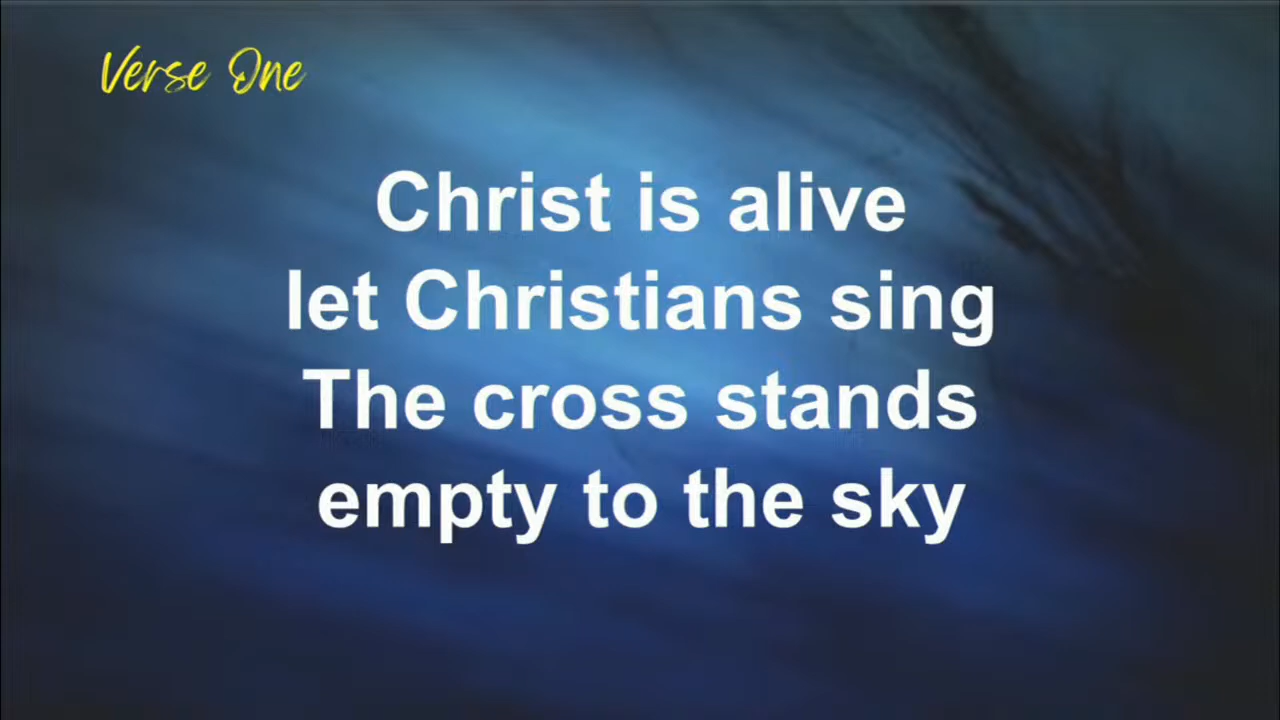 Verse One
Christ is alive
let Christians sing
The cross stands
empty to the sky